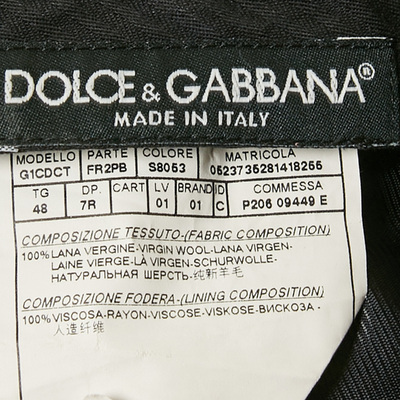 DOLCE & GABBANA®
MADE IN ITALY
MODELLO PARTE COLORE MATRICOLA
G1CDCT FR2PB S8053 0523735281418256
TG DP. CART LV BRAND ID COMMESSA
48 7R 01 01 C P206 09449 E
COMPOSIZIONE TESSUTO-(FABRIC COMPOSITION)
100%LANA VERGINE-VIRGIN WOOL-LANA VIRGEN-
LAINE VIERGE-LÀ VIRGEN-SCHURWOLLE-
НАТУРАЛЬНАЯ ШЕРСТЬ-纯新羊毛
COMPOSIZIONE FODERA-(LINING COMPOSITION)
100%VISCOSA-RAYON-VISCOSE-VISKOSE-ВИСКОЗА-
人造纤维